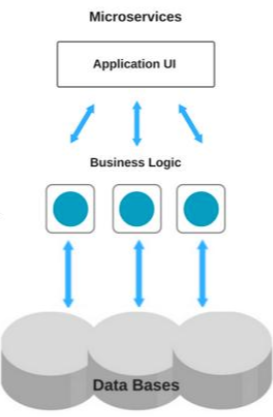 Microservices
Application UI
Business Logic
Data Bases